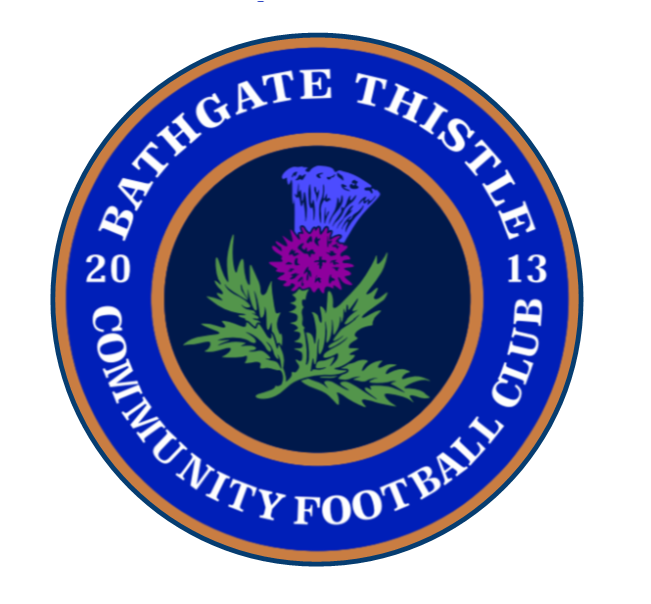 BATHGATE THISTLE
20 13
COMMUNITY FOOTBALL CLUB